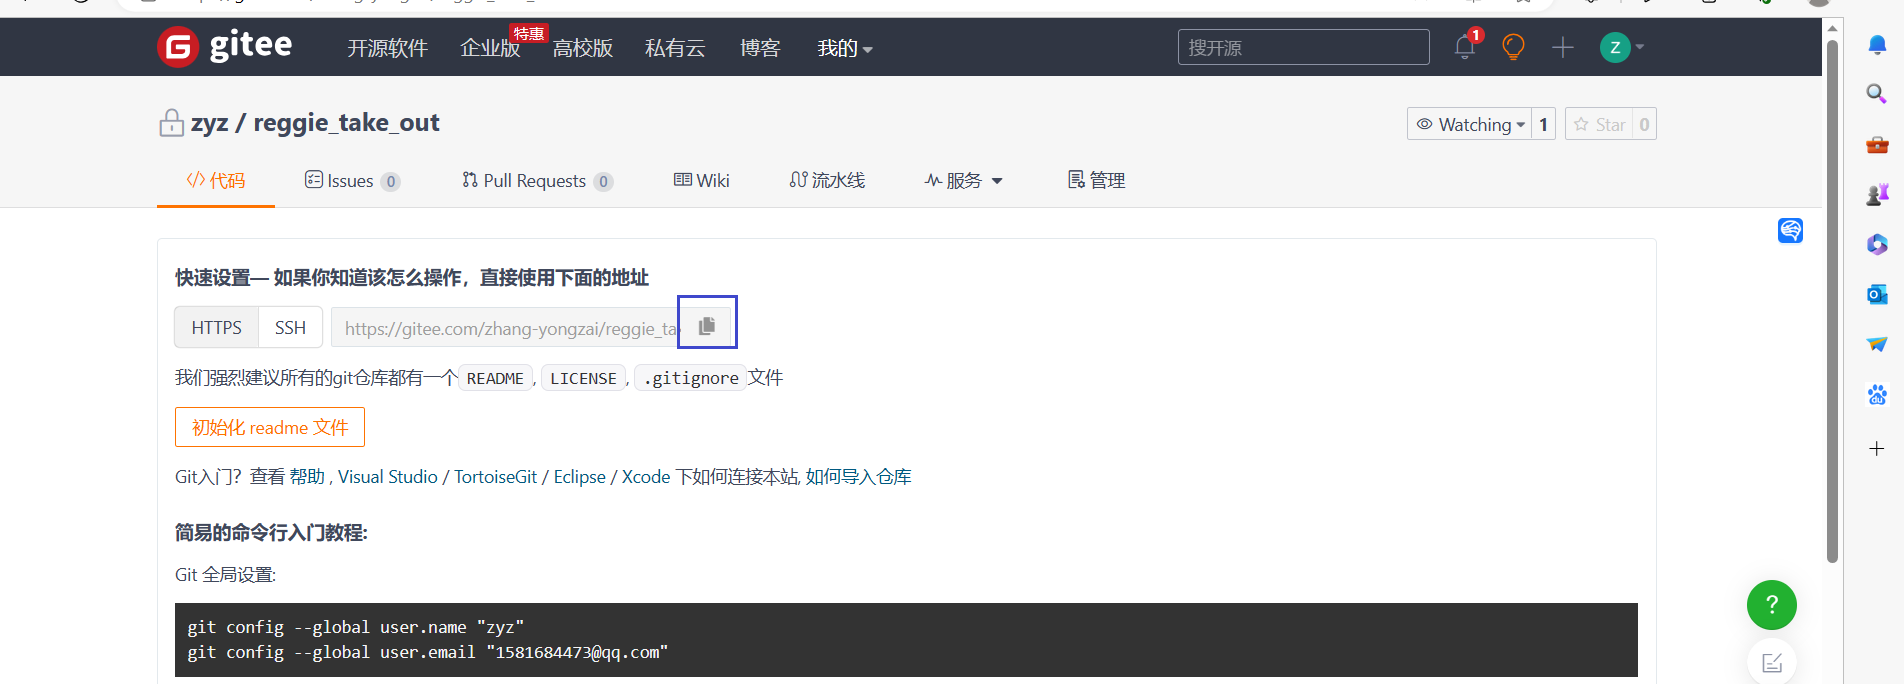 gitee 开源软件 企业版 特惠 高校版 私有云 博客 我的 搜开源 1 Z
zyz / reggie_take_out Watching 1 Star 0
代码 Issues 0 Pull Requests 0 Wiki 流水线 服务 管理
快速设置— 如果你知道该怎么操作，直接使用下面的地址
HTTPS SSH https://gitee.com/zhang-yongzai/reggie_ta
我们强烈建议所有的git仓库都有一个 README, LICENSE, .gitignore 文件
初始化 readme 文件
Git入门？查看 帮助 , Visual Studio / TortoiseGit / Eclipse / Xcode 下如何连接本站, 如何导入仓库
简易的命令行入门教程:
Git 全局设置:
git config --global user.name "zyz"
git config --global user.email "1581684473@qq.com"
?